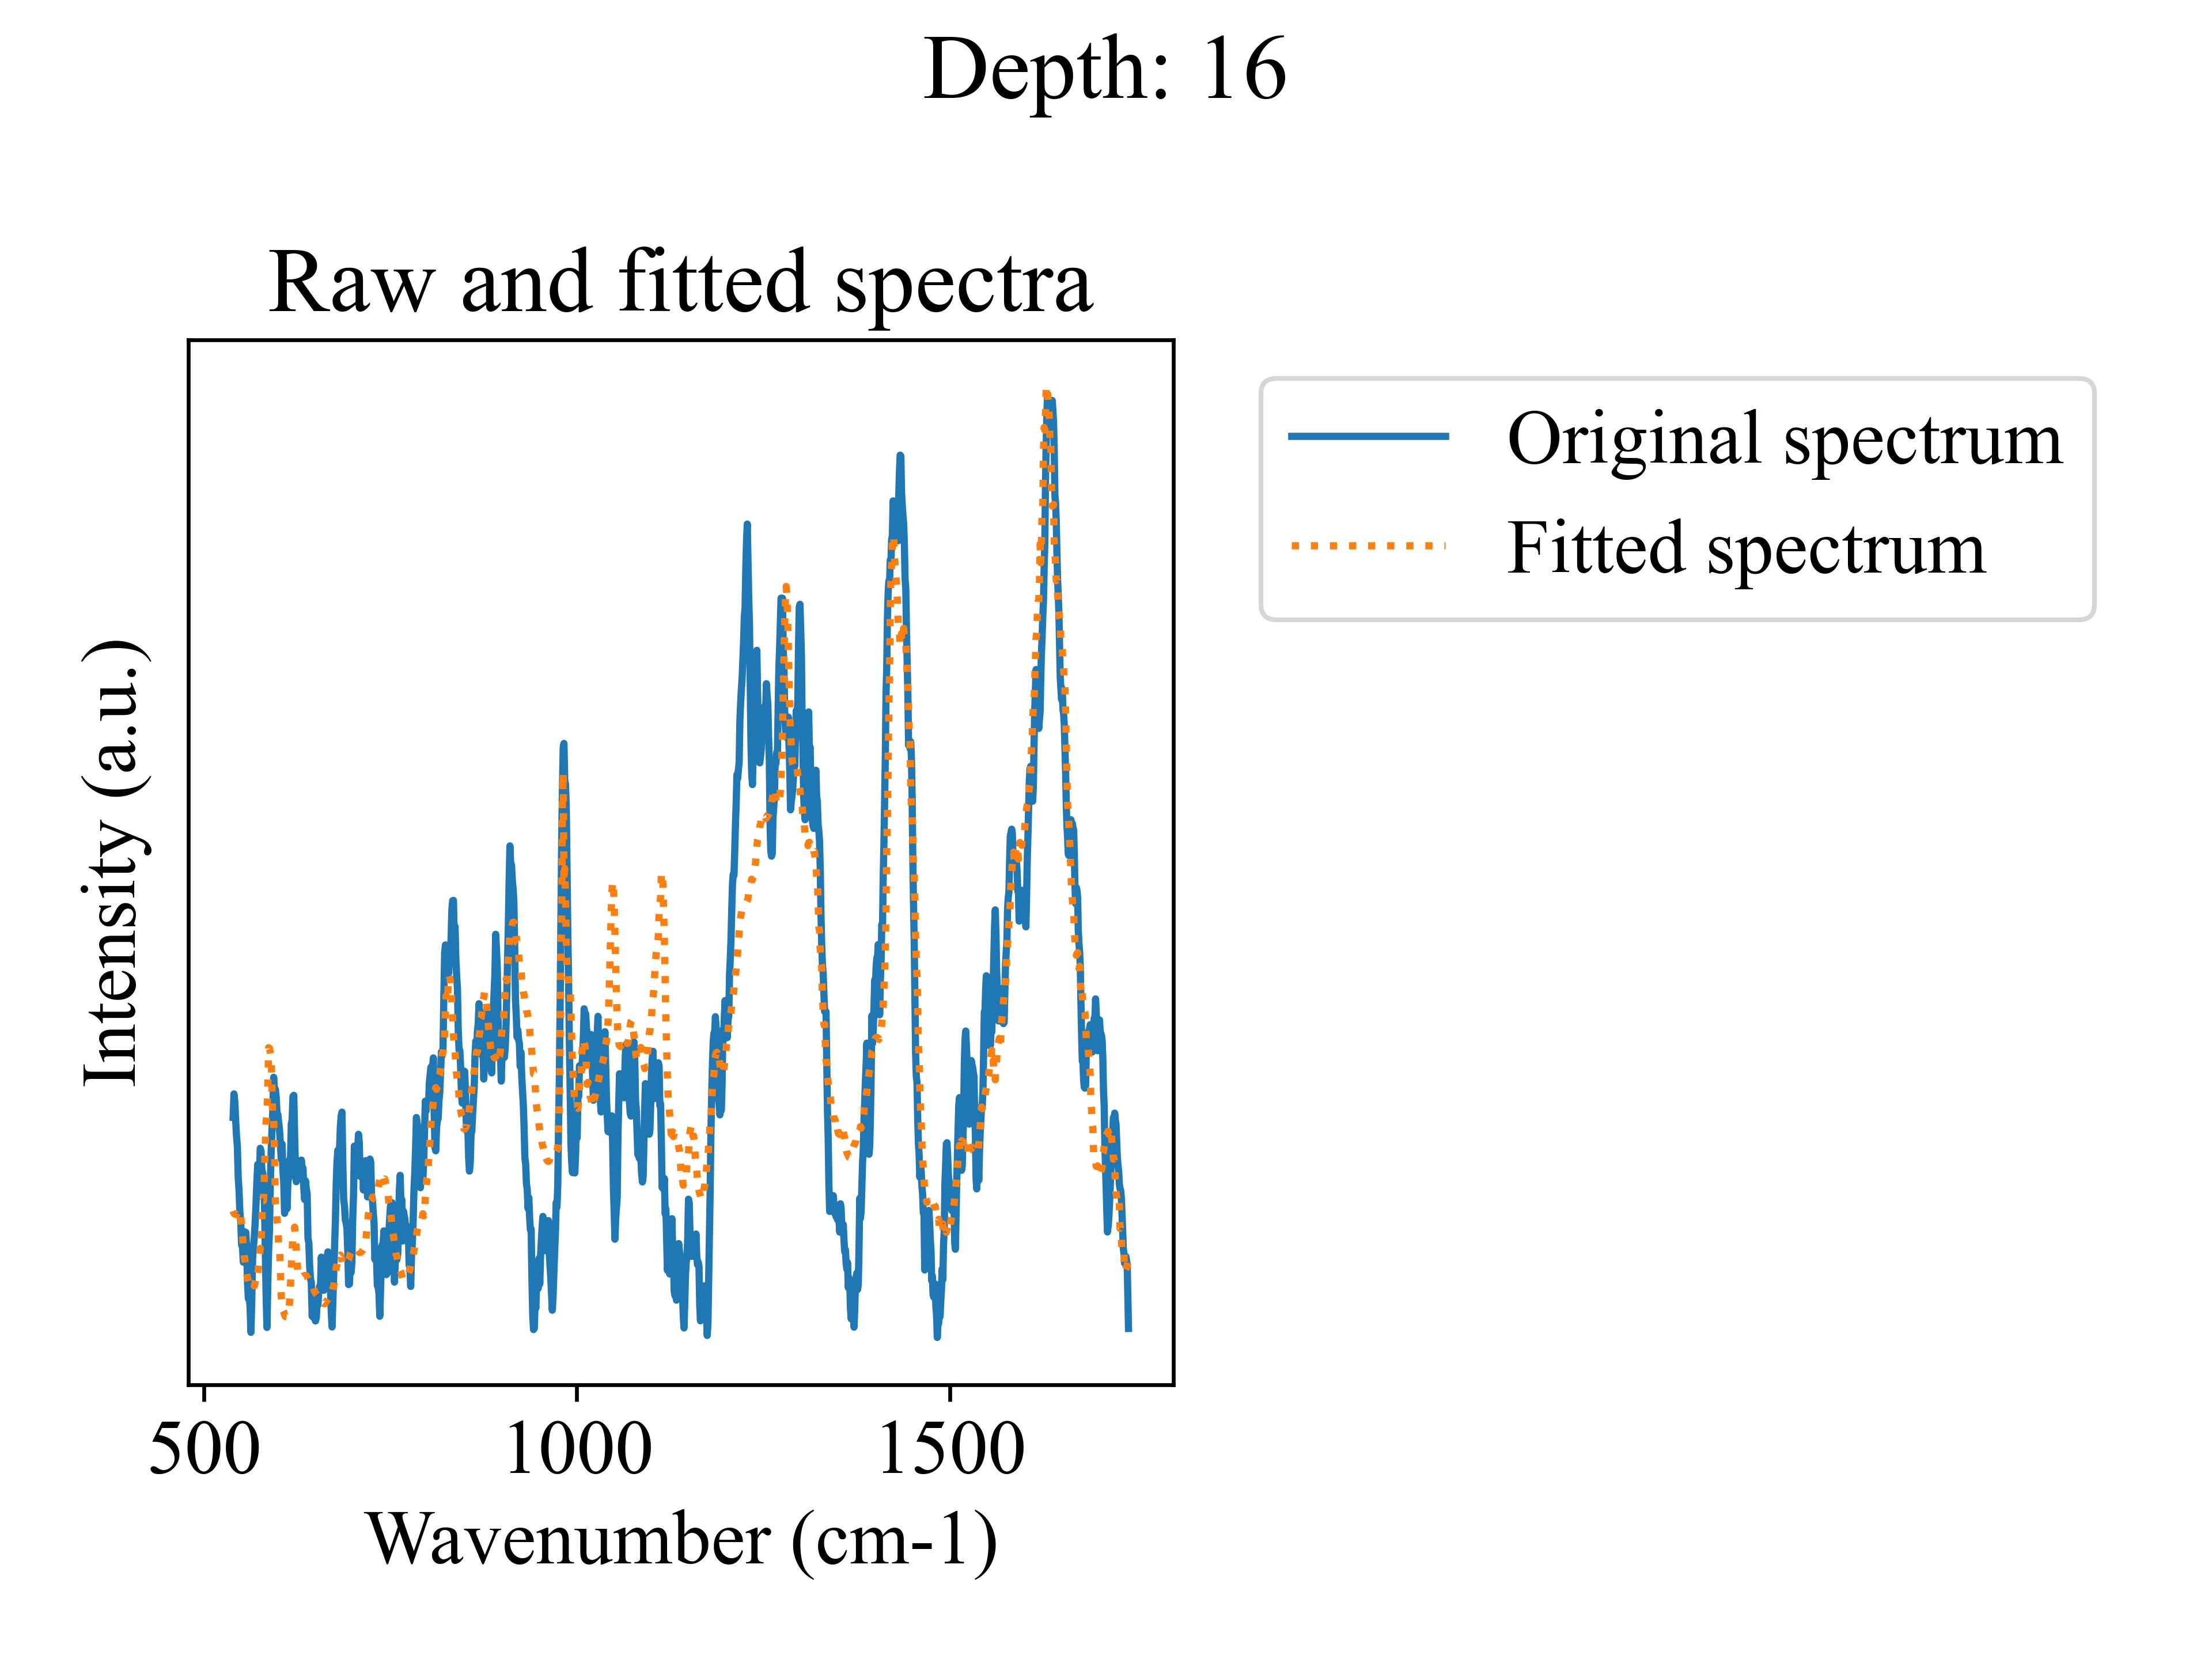 Depth: 16
Raw and fitted spectra
Original spectrum
Fitted spectrum
Intensity (a.u.)
500 1000 1500
Wavenumber (cm-1)